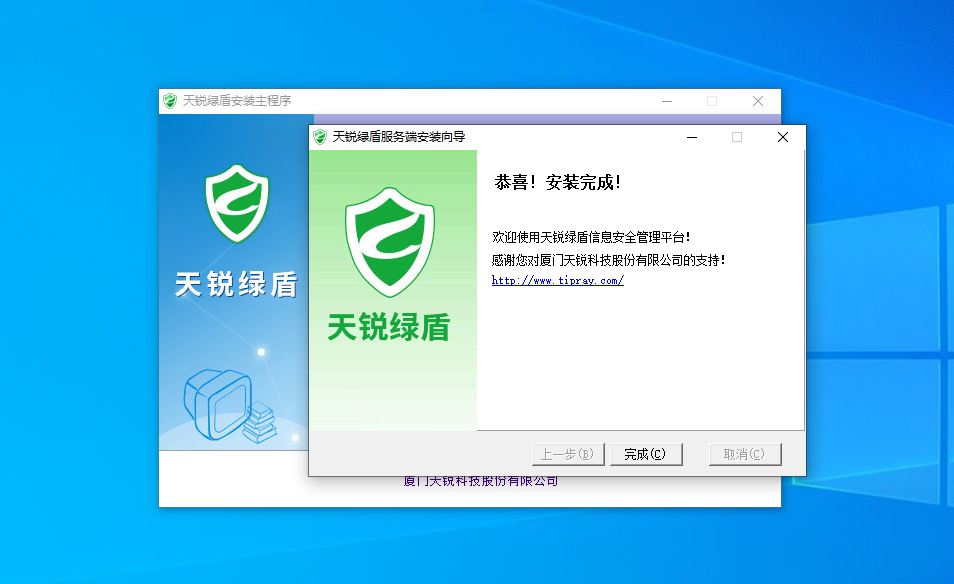 天锐绿盾安装主程序
天锐绿盾服务端安装向导
天锐绿盾
天锐绿盾
恭喜！安装完成！
欢迎使用天锐绿盾信息安全管理平台！
感谢您对厦门天锐科技股份有限公司的支持！
http://www.tipray.com/
上一步(B)
完成(C)
取消(C)
厦门天锐科技股份有限公司